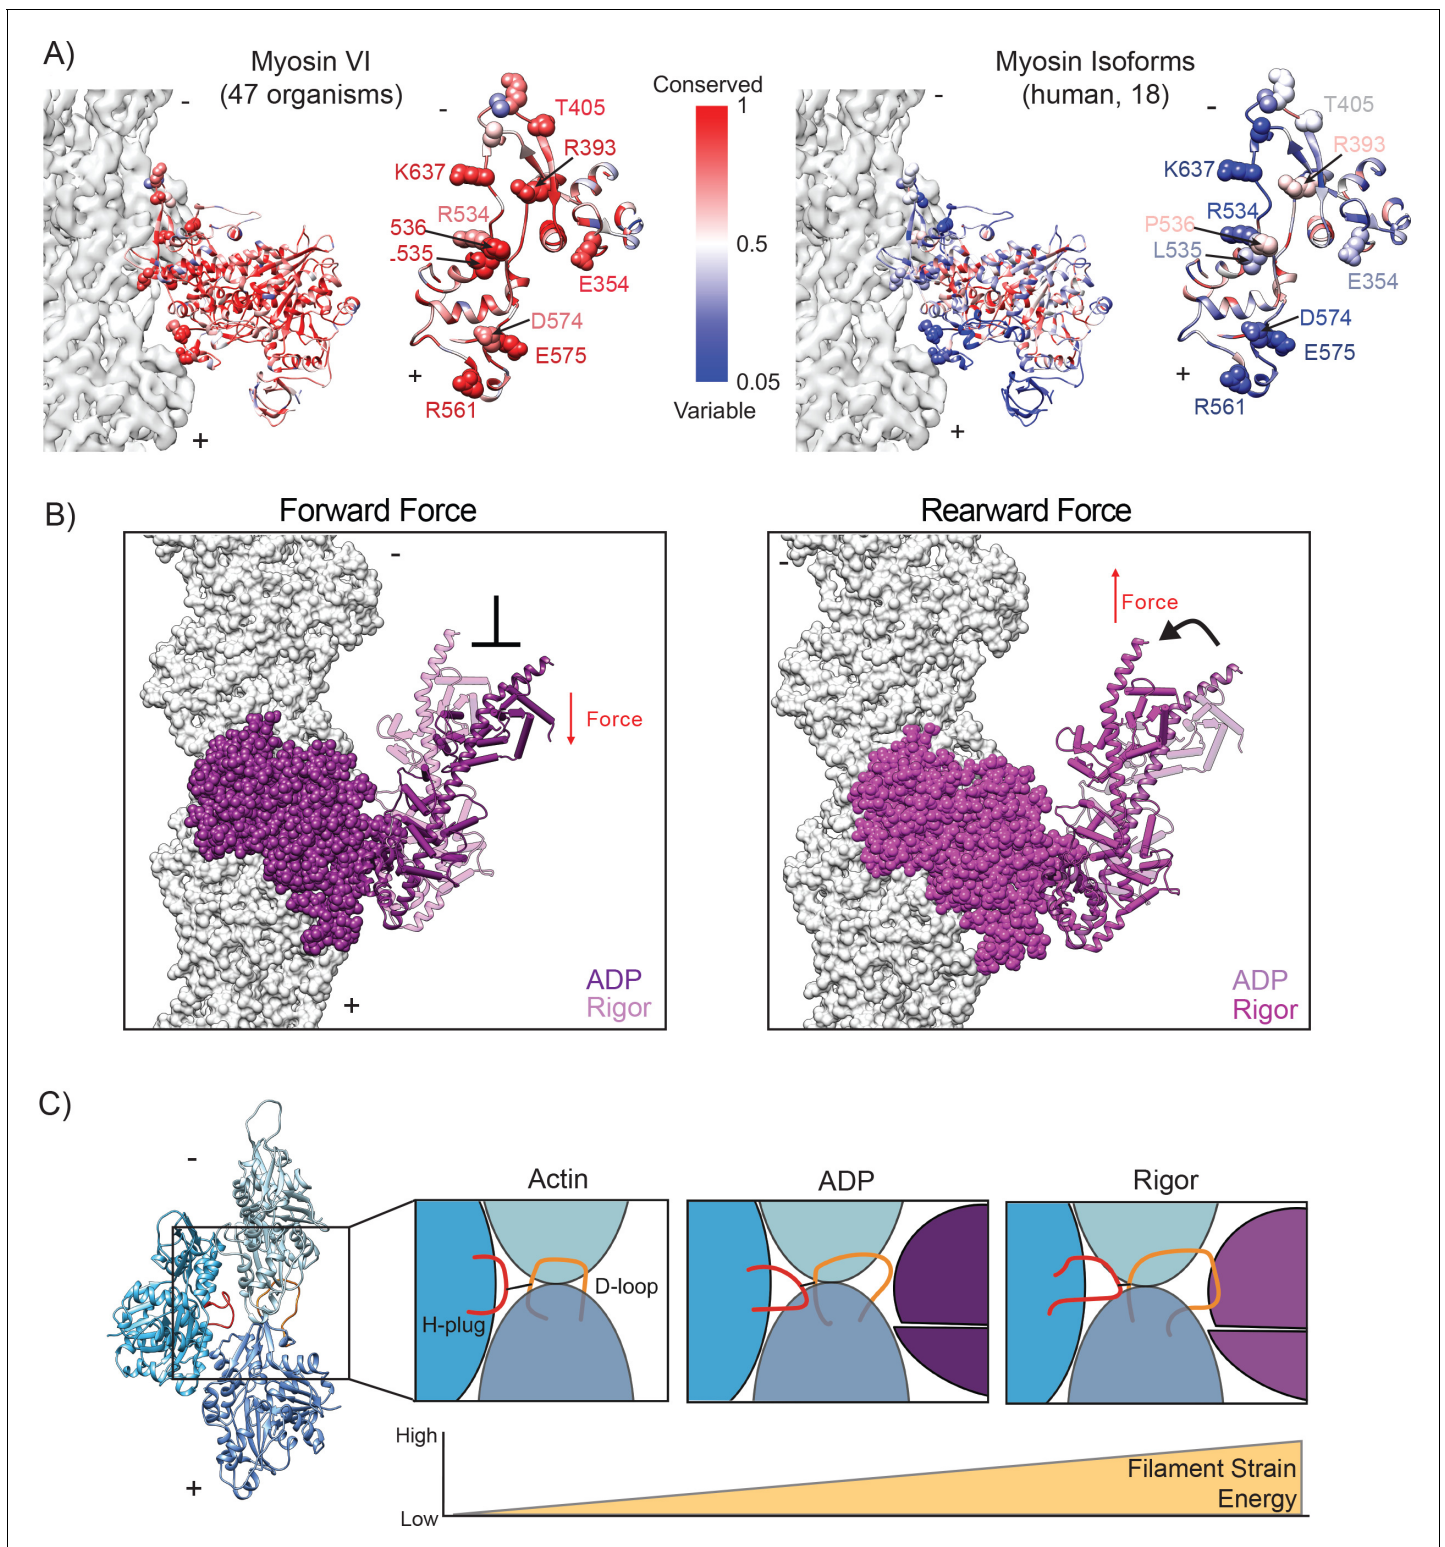 A)
Myosin VI
(47 organisms)
-
-
T405
R393
K637
R534
536
-535
E354
D574
E575
+
R561
+
Conserved
1
0.5
0.05
Variable
Myosin Isoforms
(human, 18)
-
-
T405
R393
K637
R534
P536
L535
E354
D574
E575
+
R561
+
B)
Forward Force
-
Force
ADP
Rigor
+
Rearward Force
-
Force
ADP
Rigor
C)
-
+
Actin
D-loop
H-plug
ADP
Rigor
High
Low
Filament Strain
Energy